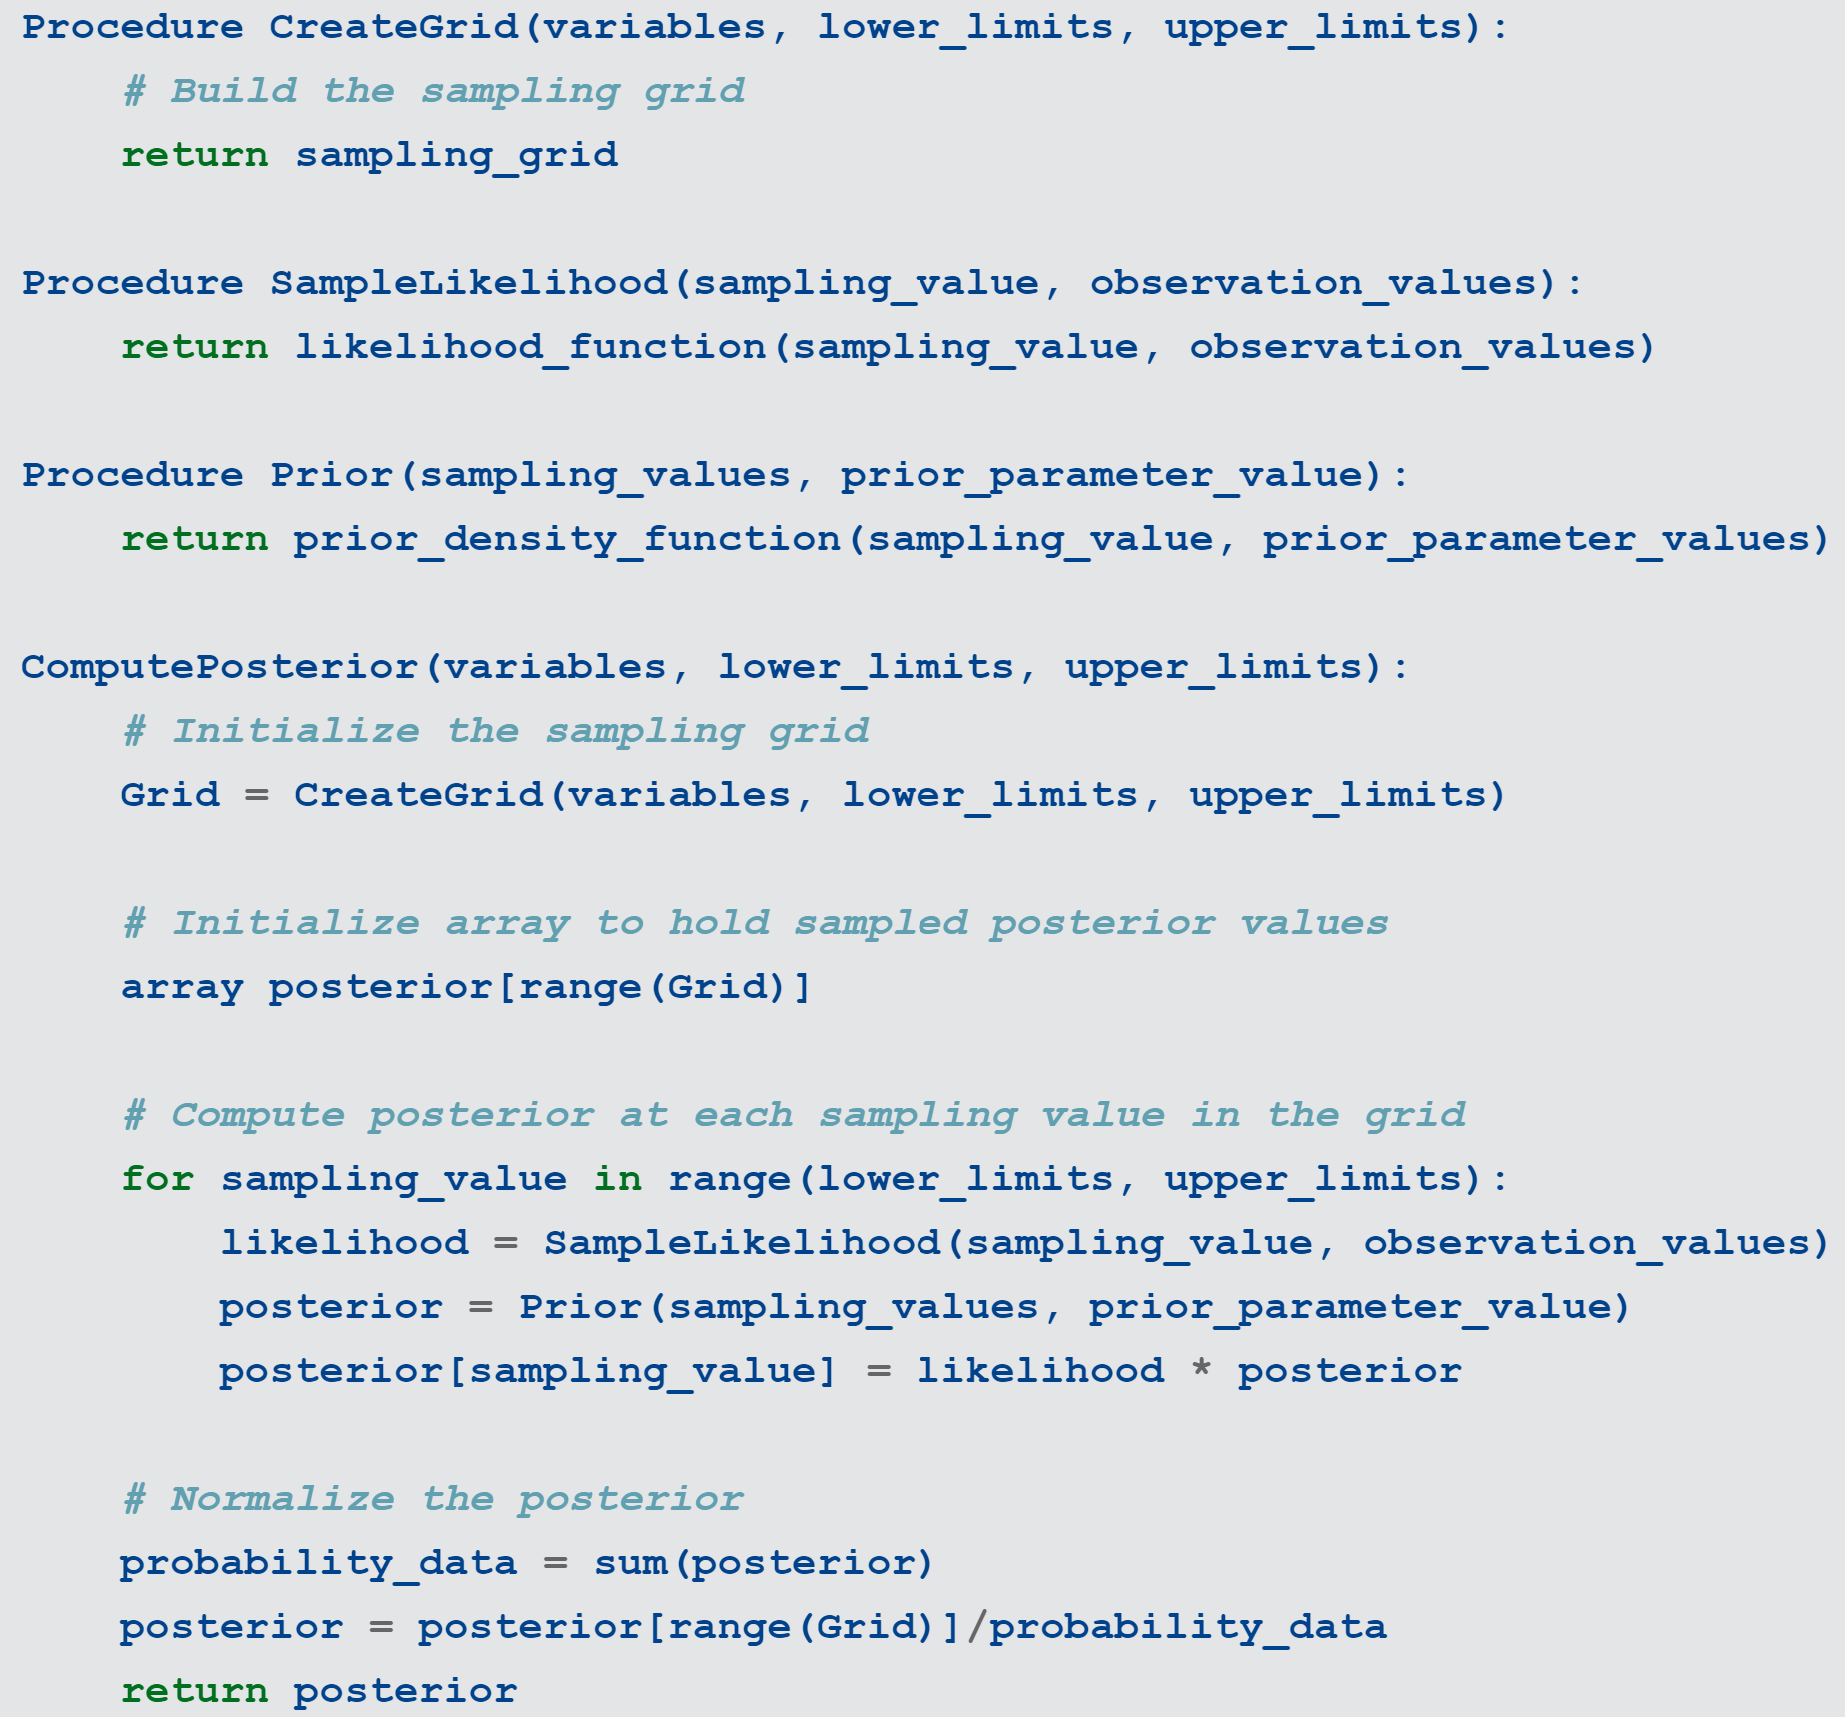 Procedure CreateGrid(variables, lower_limits, upper_limits):
    # Build the sampling grid
    return sampling_grid

Procedure SampleLikelihood(sampling_value, observation_values):
    return likelihood_function(sampling_value, observation_values)

Procedure Prior(sampling_values, prior_parameter_value):
    return prior_density_function(sampling_value, prior_parameter_values)

ComputePosterior(variables, lower_limits, upper_limits):
    # Initialize the sampling grid
    Grid = CreateGrid(variables, lower_limits, upper_limits)

    # Initialize array to hold sampled posterior values
    array posterior[range(Grid)]

    # Compute posterior at each sampling value in the grid
    for sampling_value in range(lower_limits, upper_limits):
        likelihood = SampleLikelihood(sampling_value, observation_values)
        posterior = Prior(sampling_values, prior_parameter_value)
        posterior[sampling_value] = likelihood * posterior

    # Normalize the posterior
    probability_data = sum(posterior)
    posterior = posterior[range(Grid)]/probability_data
    return posterior